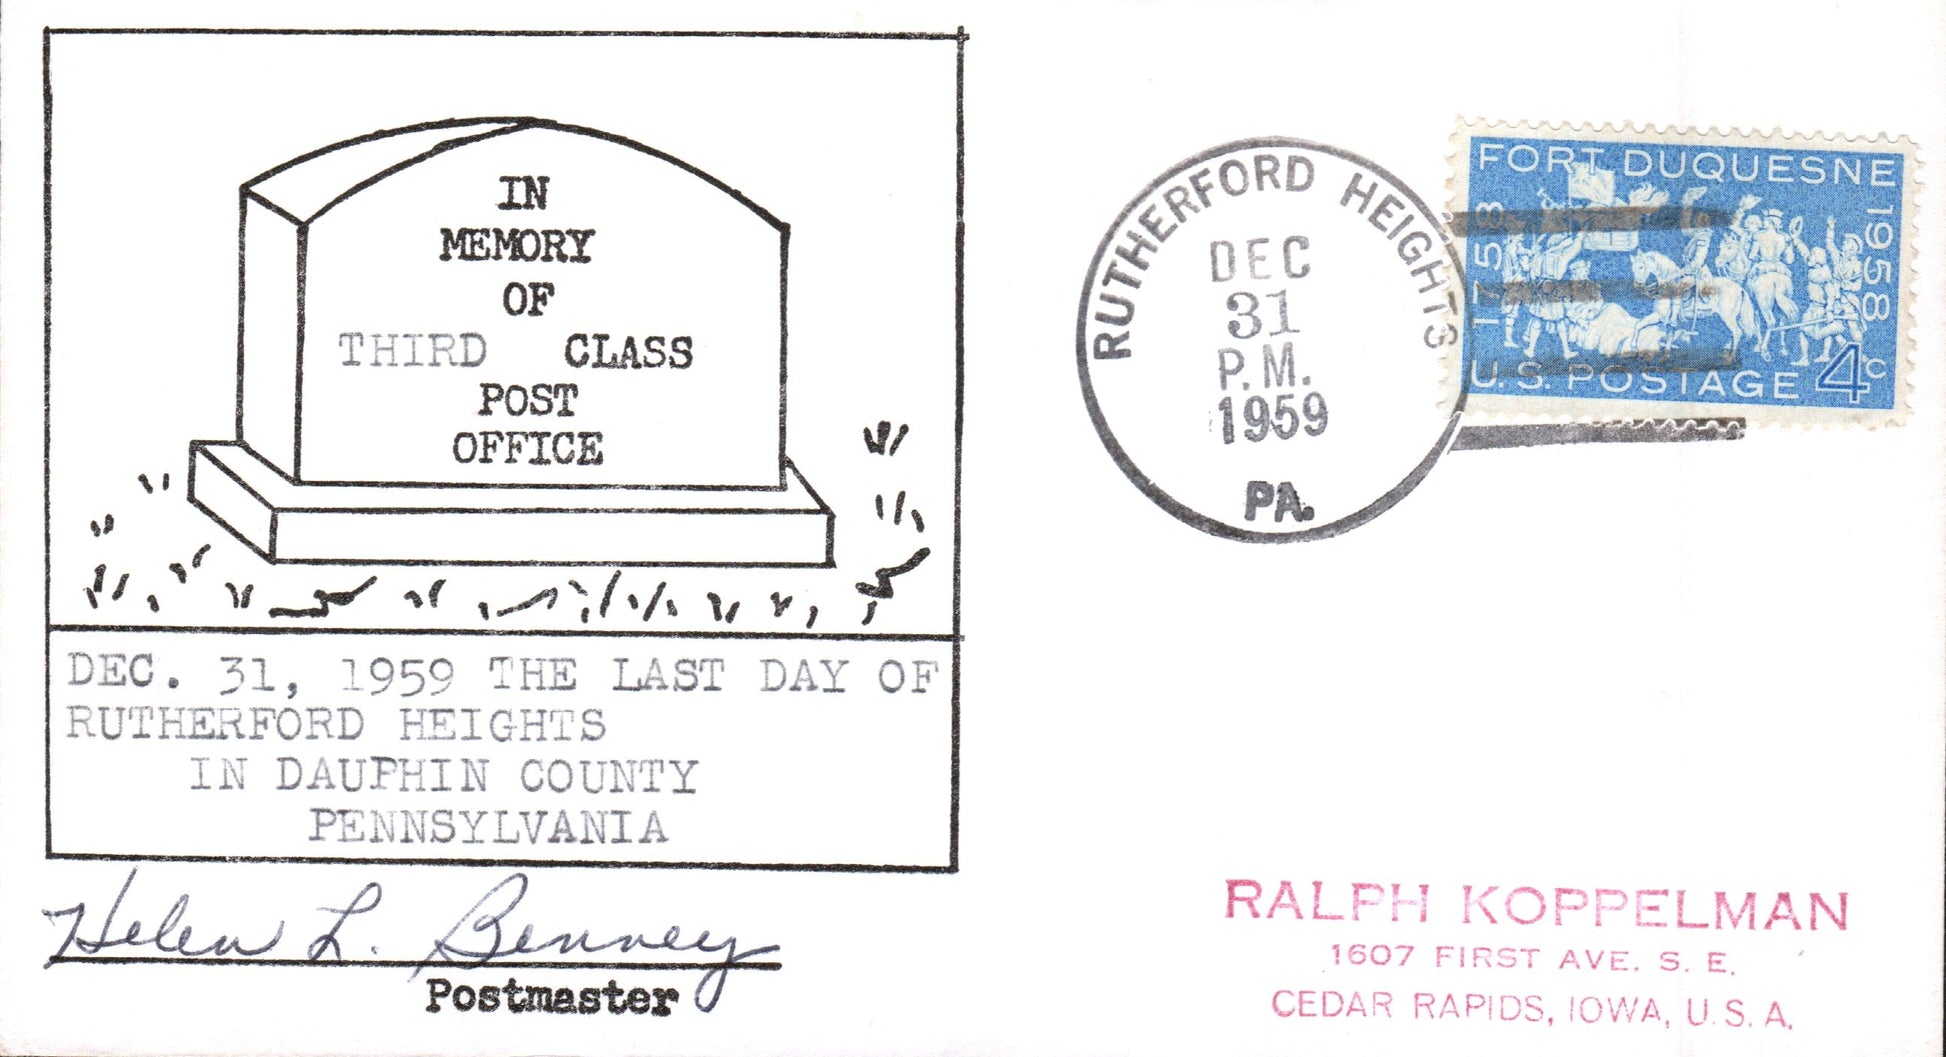 IN
MEMORY
OF
THIRD CLASS
POST
OFFICE
DEC. 31, 1959 THE LAST DAY OF
RUTHERFORD HEIGHTS
IN DAUPHIN COUNTY
PENNSYLVANIA
Helen L. Benney
Postmaster
RUTHERFORD HEIGHTS
DEC
31
P.M.
1959
PA.
FORT DUQUESNE
1758
1958
U.S. POSTAGE 4c
RALPH KOPPELMAN
1607 FIRST AVE. S. E.
CEDAR RAPIDS, IOWA, U.S.A.